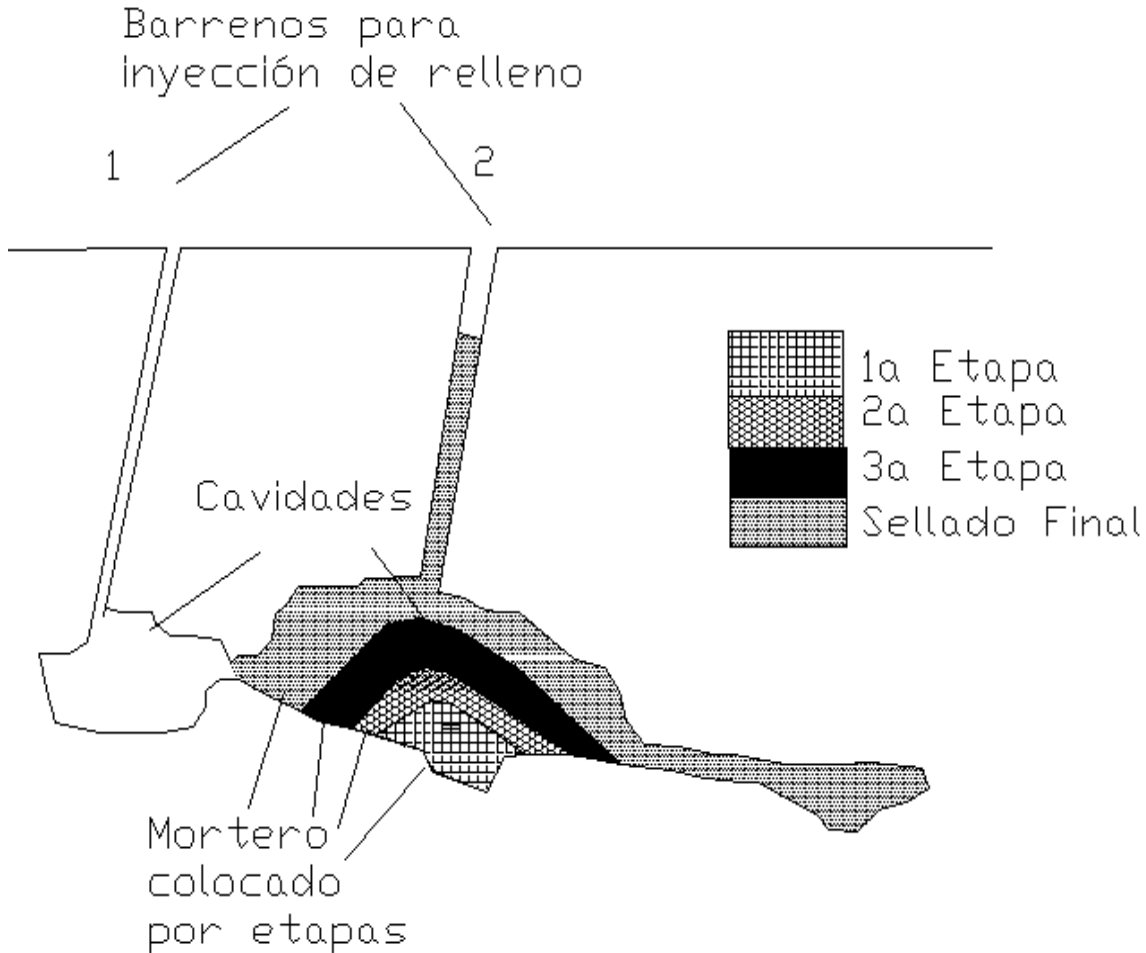 Barrenos para
inyección de relleno
1
2
1a Etapa
2a Etapa
3a Etapa
Sellado Final
Cavidades
Mortero
colocado
por etapas